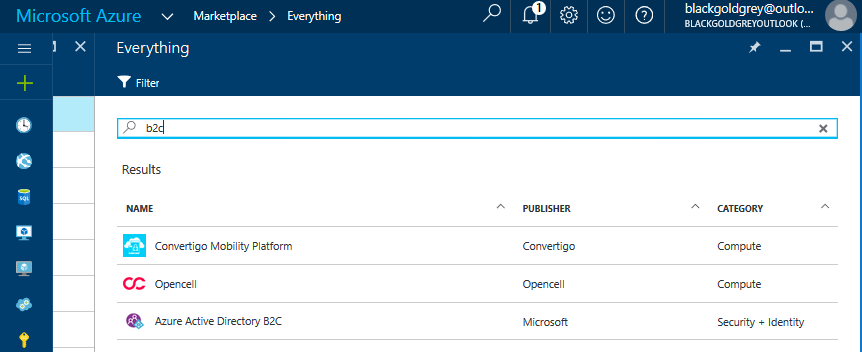 Microsoft Azure Marketplace > Everything 1 ? blackgoldgrey@outlo...
BLACKGOLDGREYOUTLOOK (...
Everything
Filter
b2c
Results
NAME PUBLISHER CATEGORY
Convertigo Mobility Platform Convertigo Compute
Opencell Opencell Compute
SQL
Azure Active Directory B2C Microsoft Security + Identity